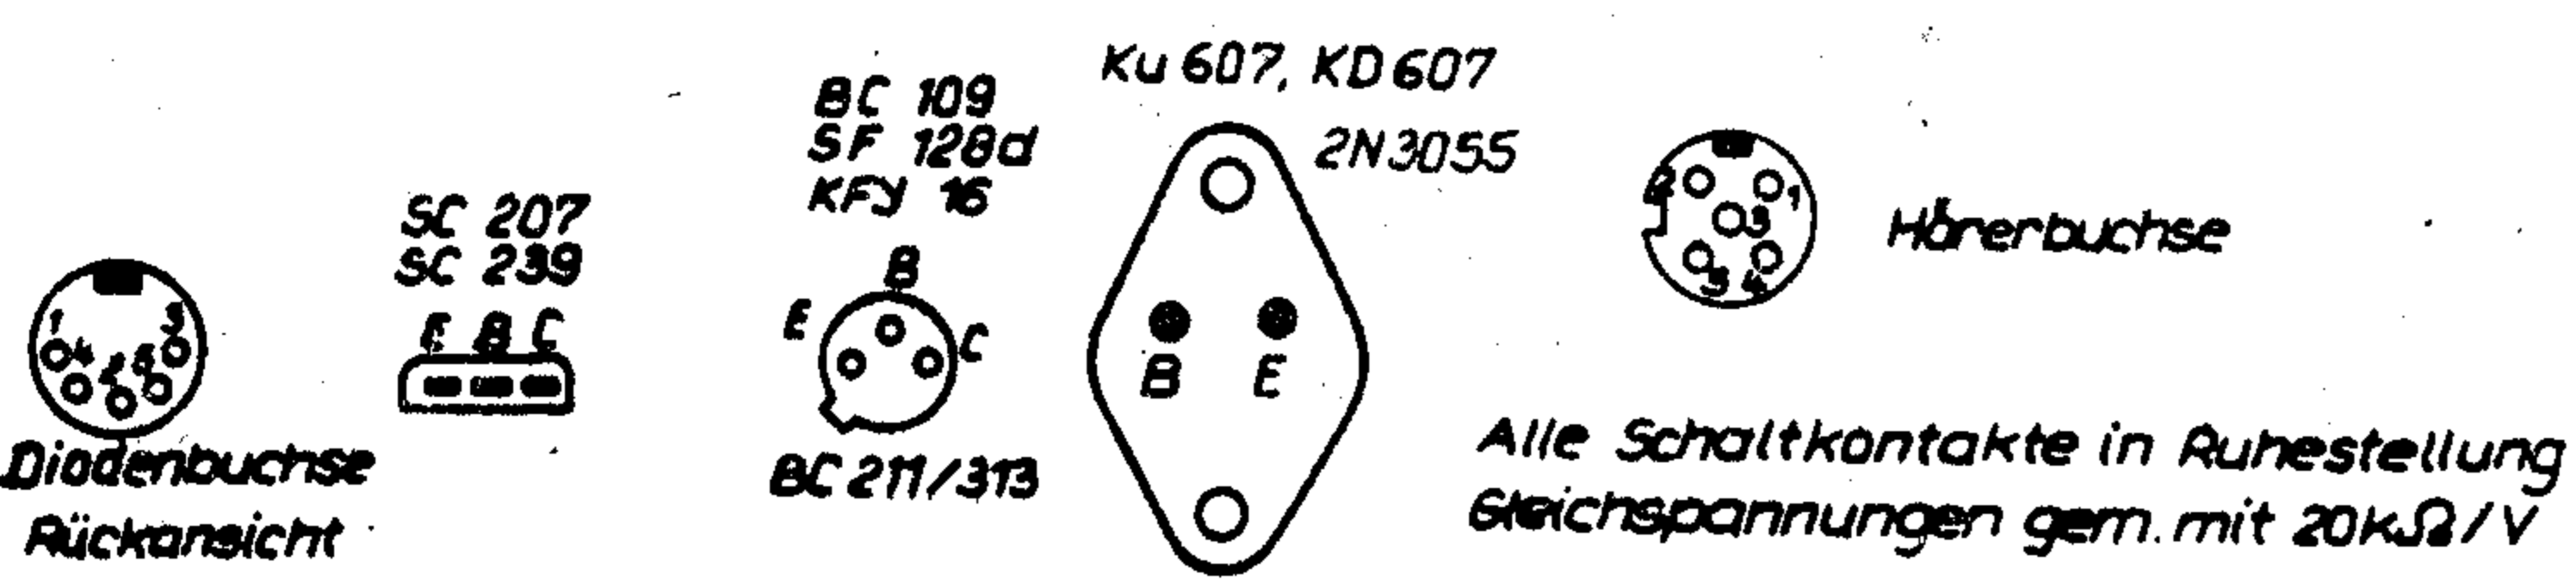 1 3
4 2 5
Diodenbuchse
Rückansicht
SC 207
SC 239
E B C
BC 109
SF 128d
KFY 16
B
E C
BC 211/313
KU 607, KD 607
2N3055
B E
2 1
3
5 4
Hörerbuchse
Alle Schaltkontakte in Ruhestellung
Gleichspannungen gem. mit 20KΩ/V